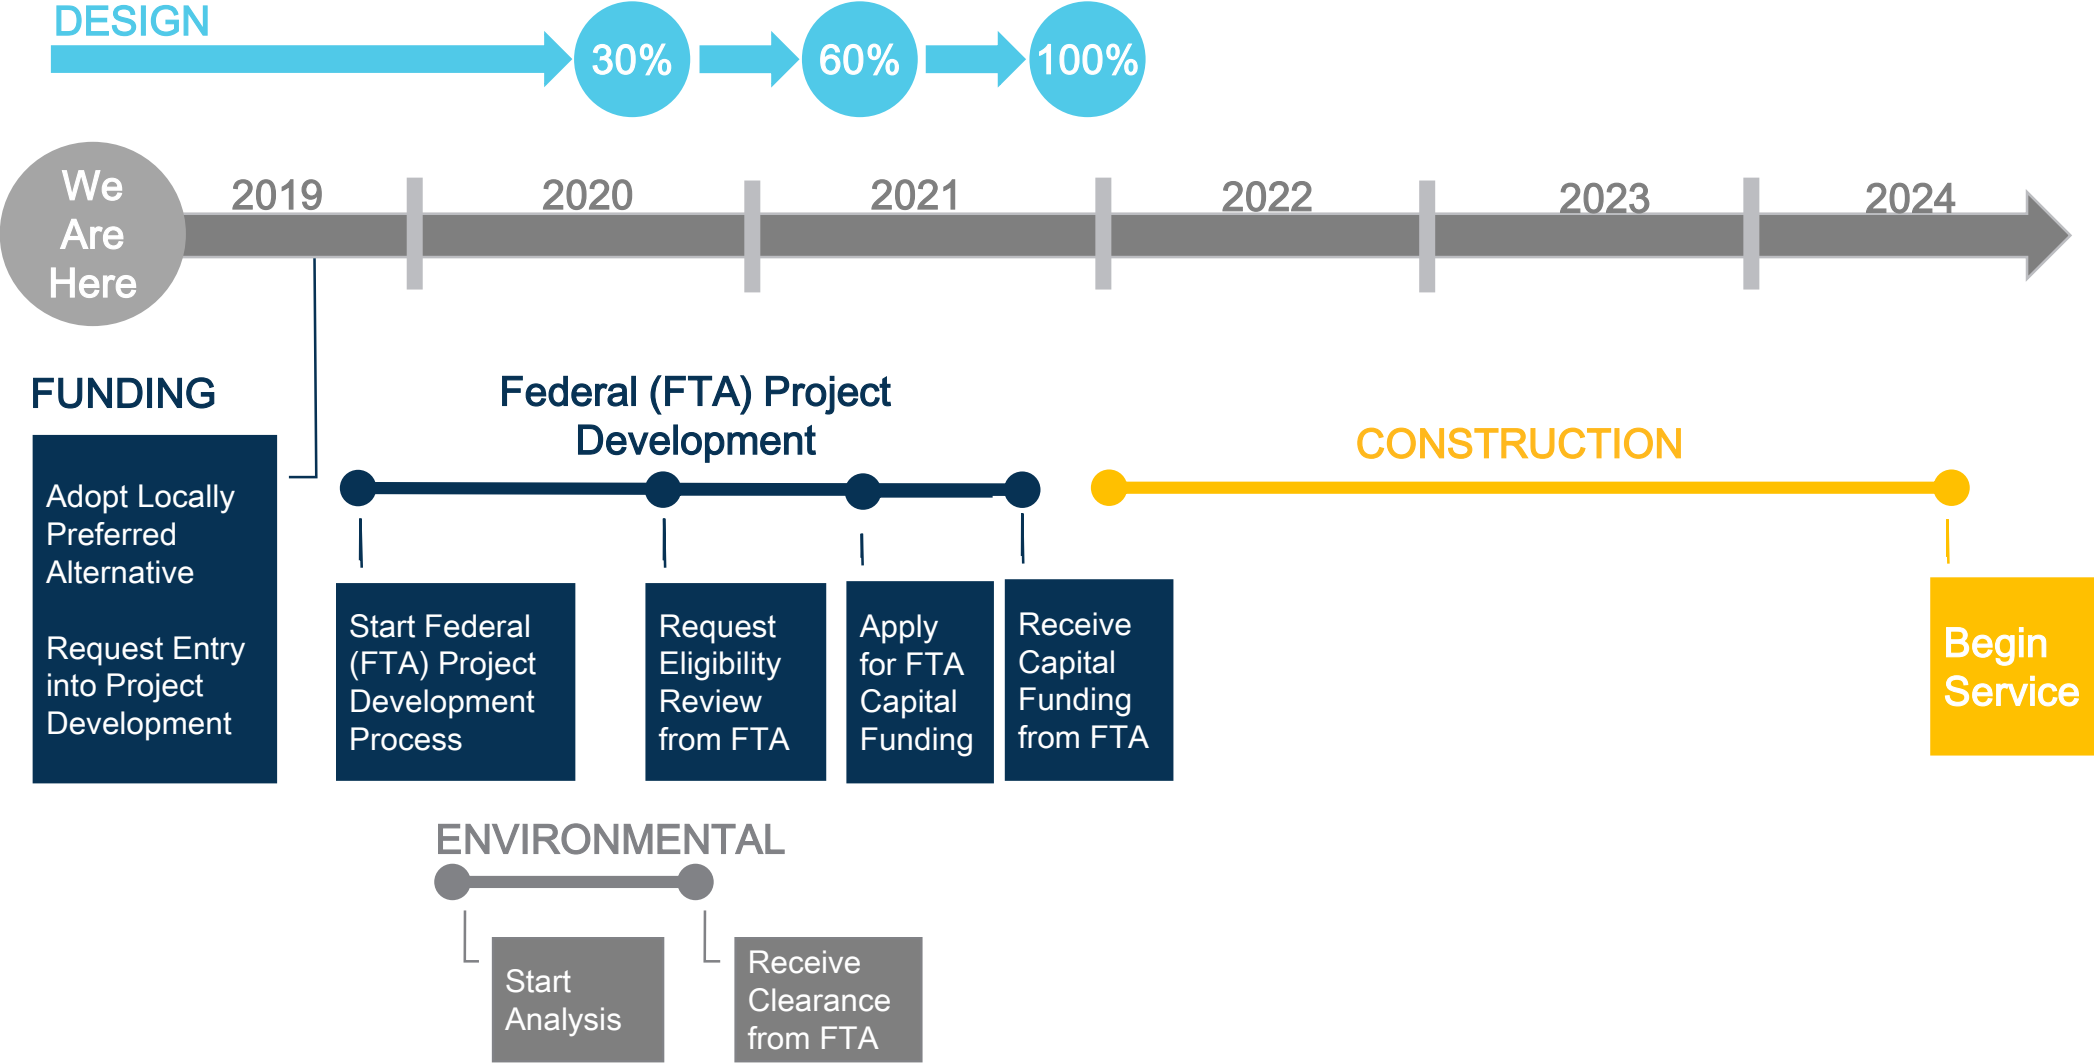 DESIGN
30%
60%
100%
We
Are
Here
2019
2020
2021
2022
2023
2024
FUNDING
Adopt Locally
Preferred
Alternative
Request Entry
into Project
Development
Federal (FTA) Project
Development
Start Federal
(FTA) Project
Development
Process
Request
Eligibility
Review
from FTA
Apply
for FTA
Capital
Funding
Receive
Capital
Funding
from FTA
CONSTRUCTION
Begin
Service
ENVIRONMENTAL
Start
Analysis
Receive
Clearance
from FTA